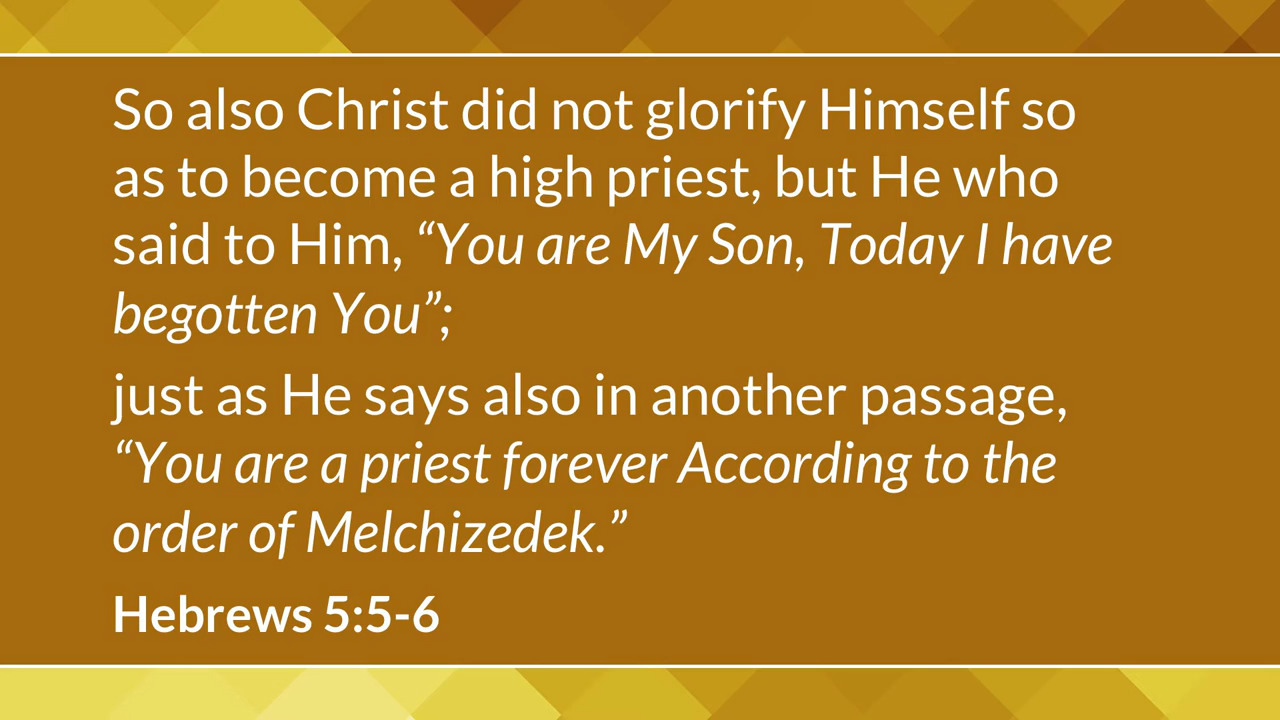 So also Christ did not glorify Himself so
as to become a high priest, but He who
said to Him, “You are My Son, Today I have
begotten You”;
just as He says also in another passage,
“You are a priest forever According to the
order of Melchizedek.”
Hebrews 5:5-6